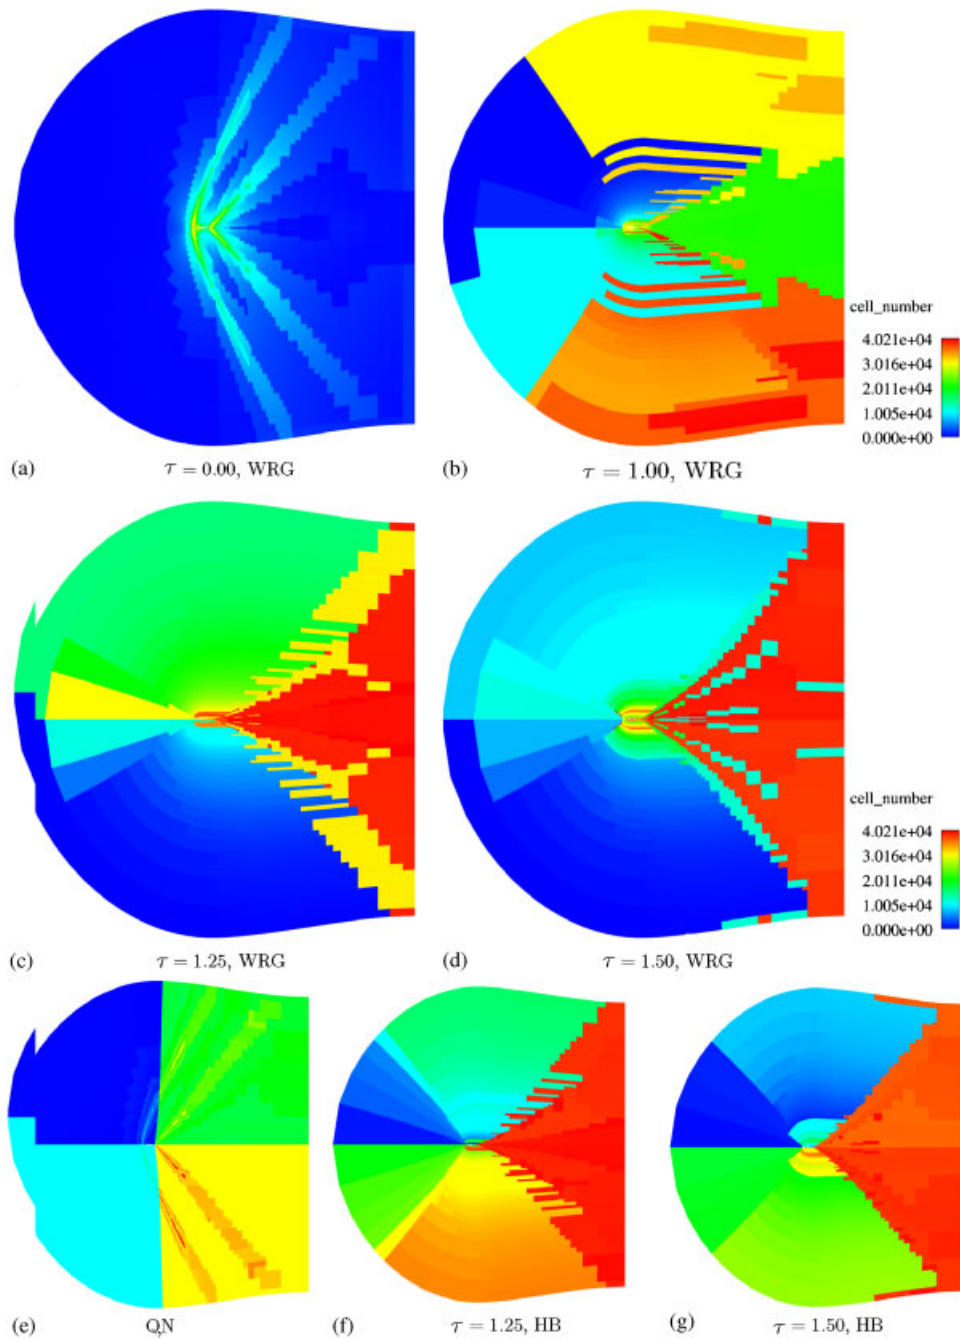 cell_number
4.021e+04
3.016e+04
2.011e+04
1.005e+04
0.000e+00
(a) τ = 0.00, WRG
(b) τ = 1.00, WRG
cell_number
4.021e+04
3.016e+04
2.011e+04
1.005e+04
0.000e+00
(c) τ = 1.25, WRG
(d) τ = 1.50, WRG
(e) Q,N
(f) τ = 1.25, HB
(g) τ = 1.50, HB